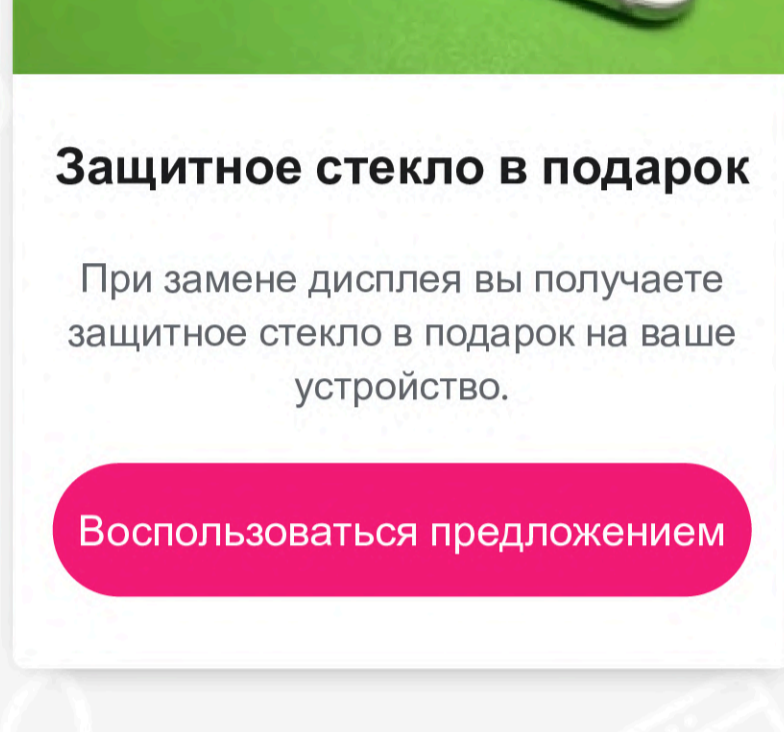 Защитное стекло в подарок
При замене дисплея вы получаете
защитное стекло в подарок на ваше
устройство.
Воспользоваться предложением